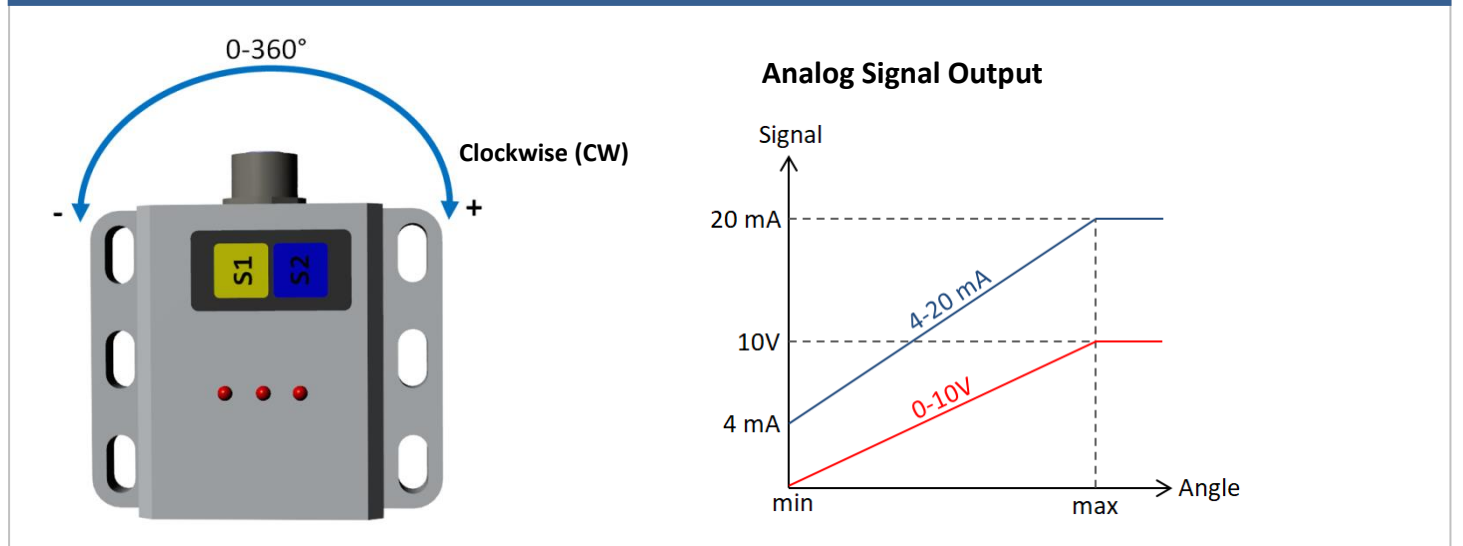 0-360°
Clockwise (CW)
-
+
S1
S2
Analog Signal Output
Signal
20 mA
4-20 mA
10V
0-10V
4 mA
min
max
Angle